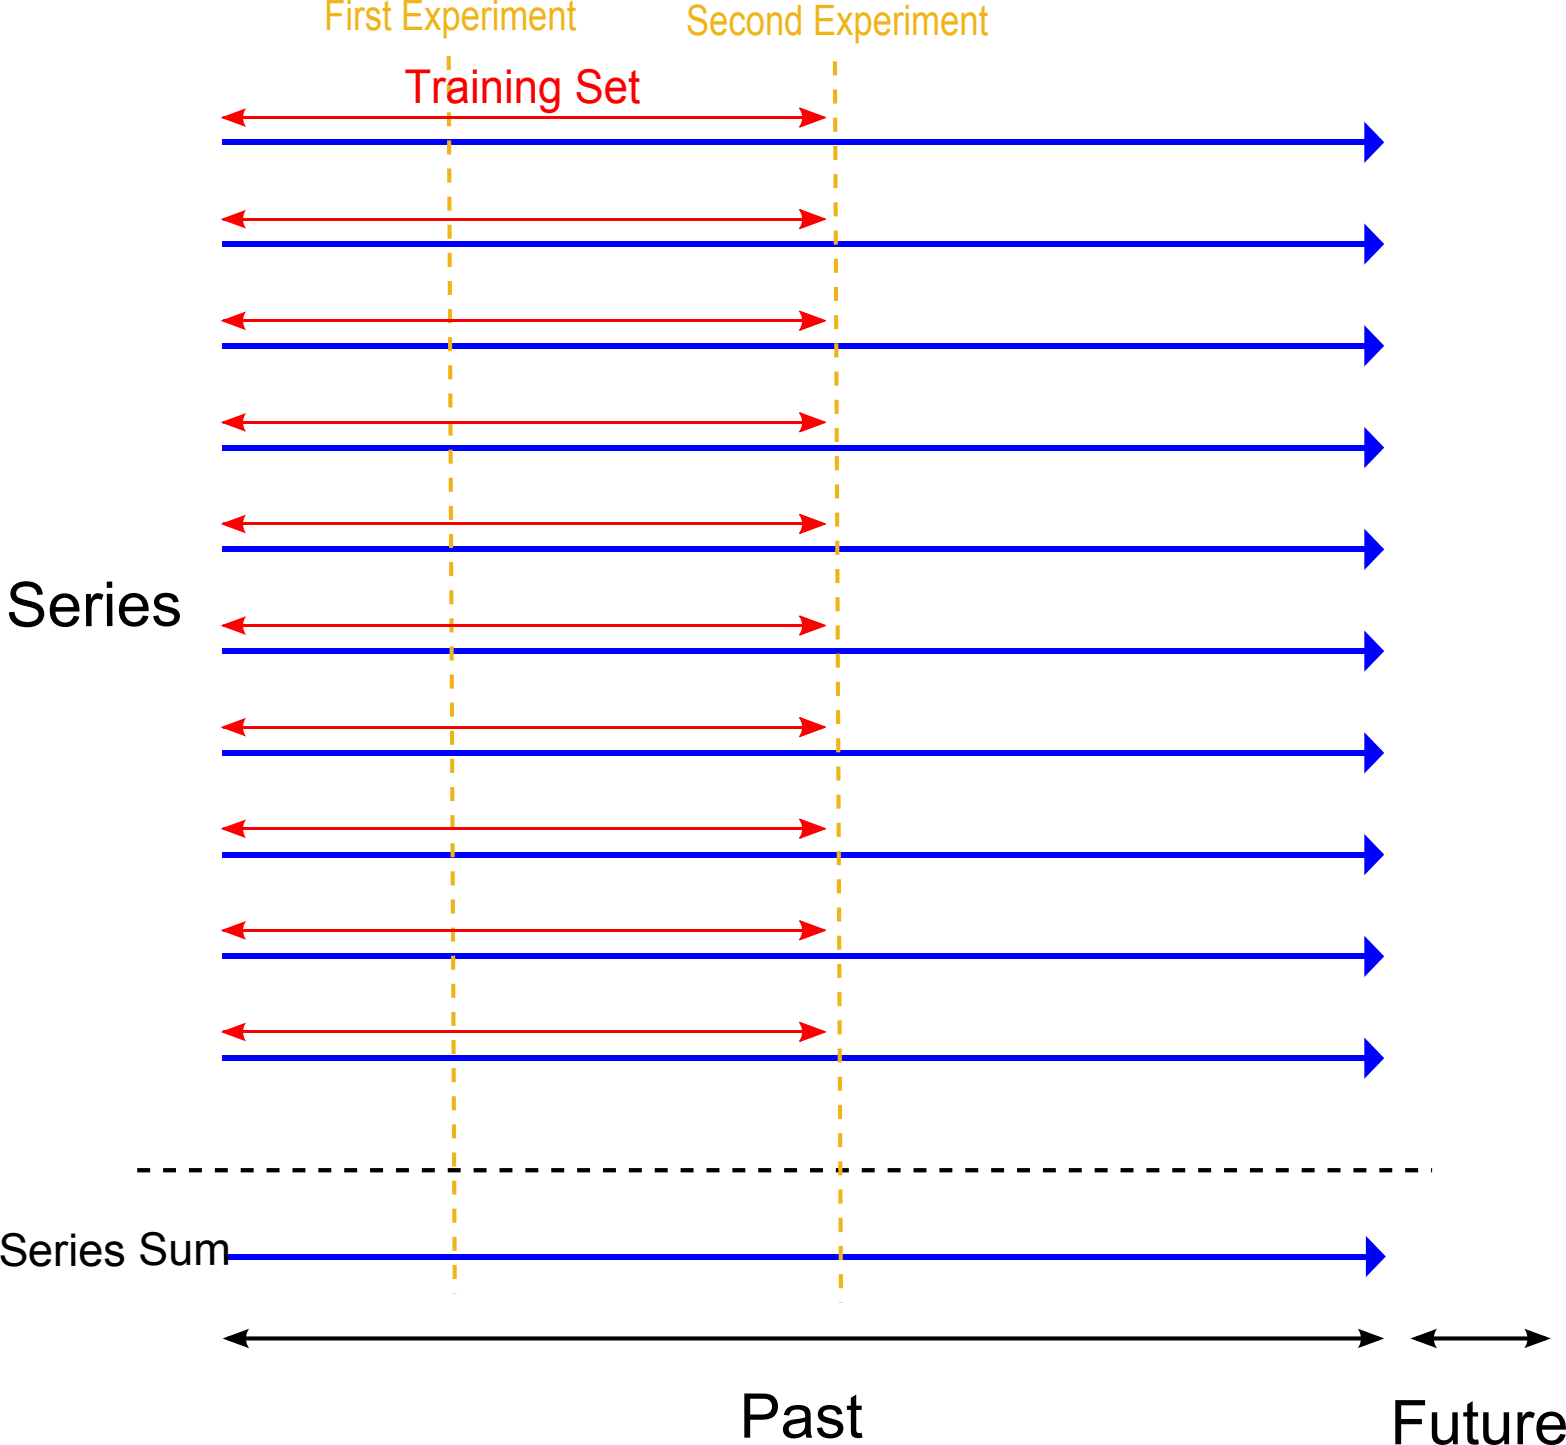 First Experiment
Second Experiment
Training Set
Series
Series Sum
Past
Future